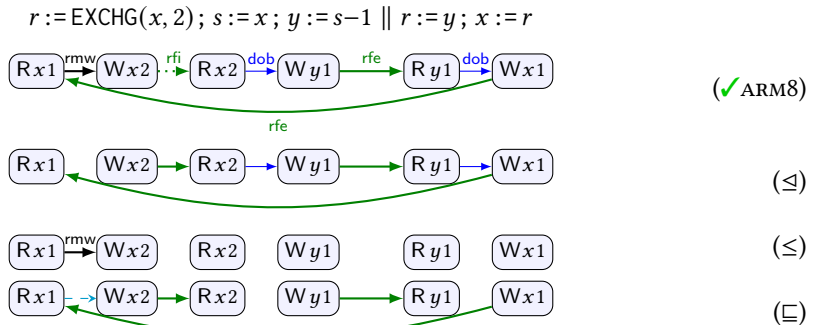 r := EXCHG(x, 2) ; s := x ; y := s−1 ∥ r := y ; x := r
rmw rfi dob rfe dob
Rx1 Wx2 Rx2 Wy1 Ry1 Wx1 (✓ARM8)
rfe
Rx1 Wx2 Rx2 Wy1 Ry1 Wx1
(⊴)
rmw
Rx1 Wx2 Rx2 Wy1 Ry1 Wx1 (≤)
Rx1 Wx2 Rx2 Wy1 Ry1 Wx1
(⊑)